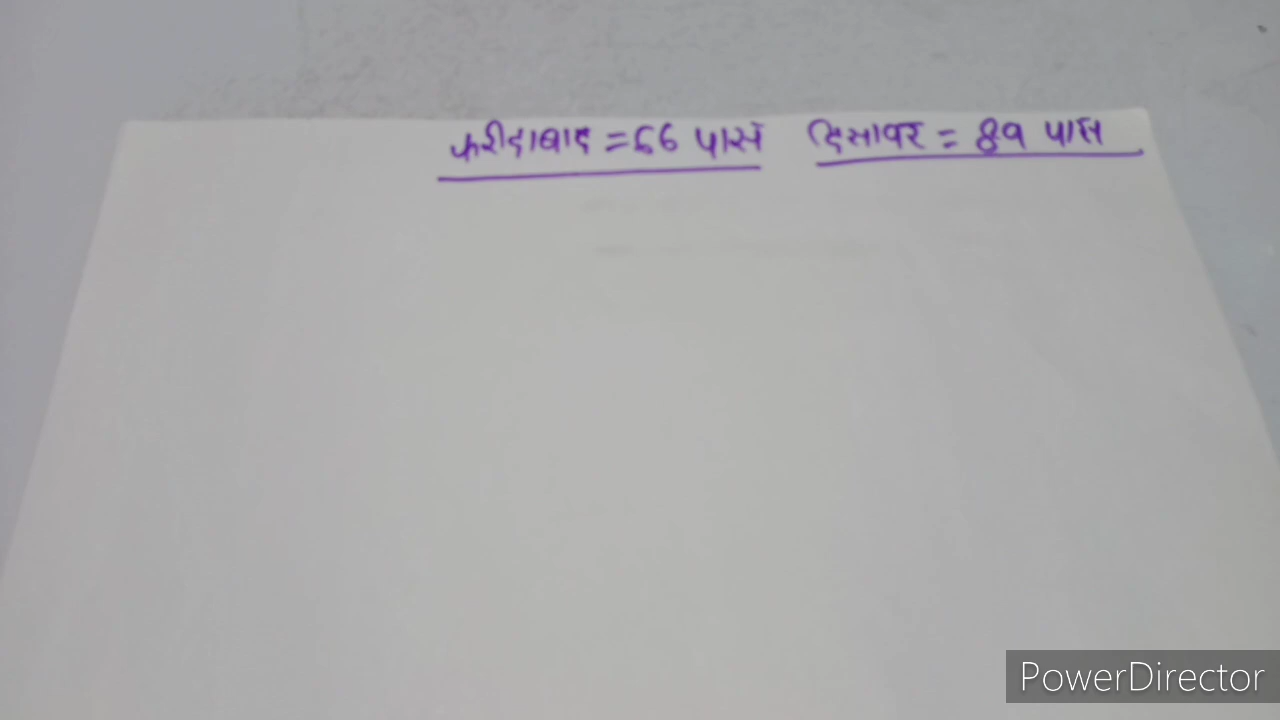 फरीदाबाद = 66 पास दिसावर = 89 पास
PowerDirector